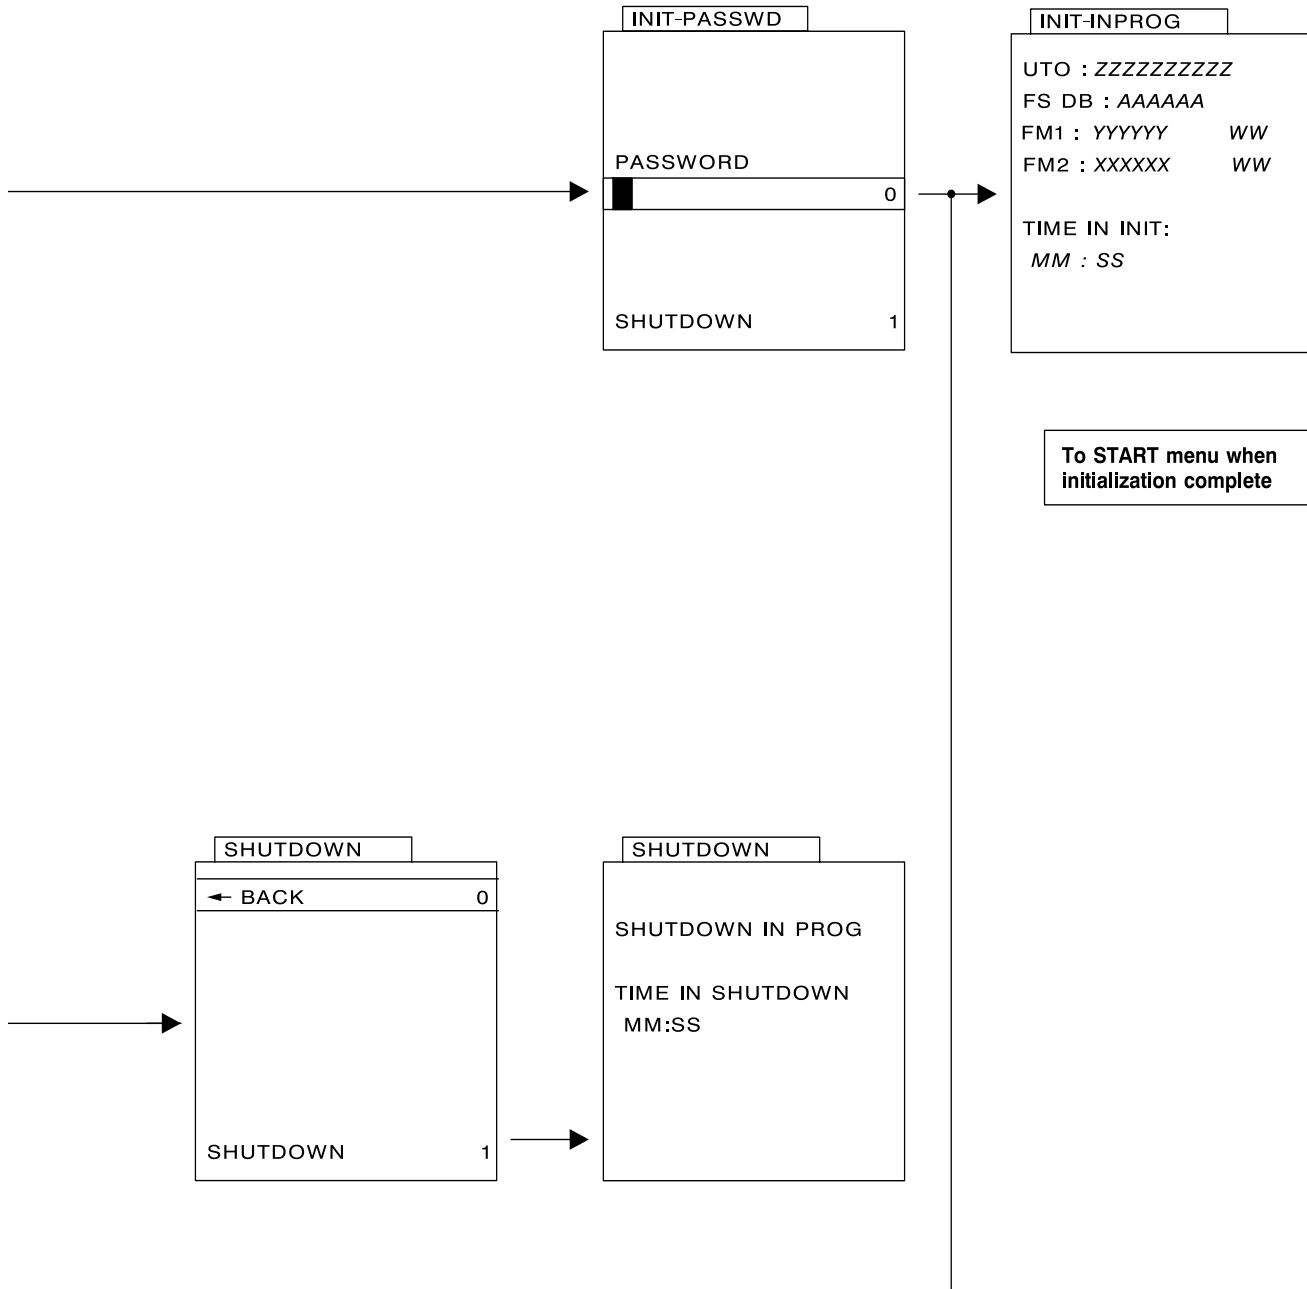 INIT-PASSWD
PASSWORD
0
SHUTDOWN 1
INIT-INPROG
UTO : ZZZZZZZZZZ
FS DB : AAAAAA
FM1 : YYYYYY WW
FM2 : XXXXXX WW
TIME IN INIT:
MM : SS
To START menu when
initialization complete
SHUTDOWN
← BACK 0
SHUTDOWN 1
SHUTDOWN
SHUTDOWN IN PROG
TIME IN SHUTDOWN
MM:SS